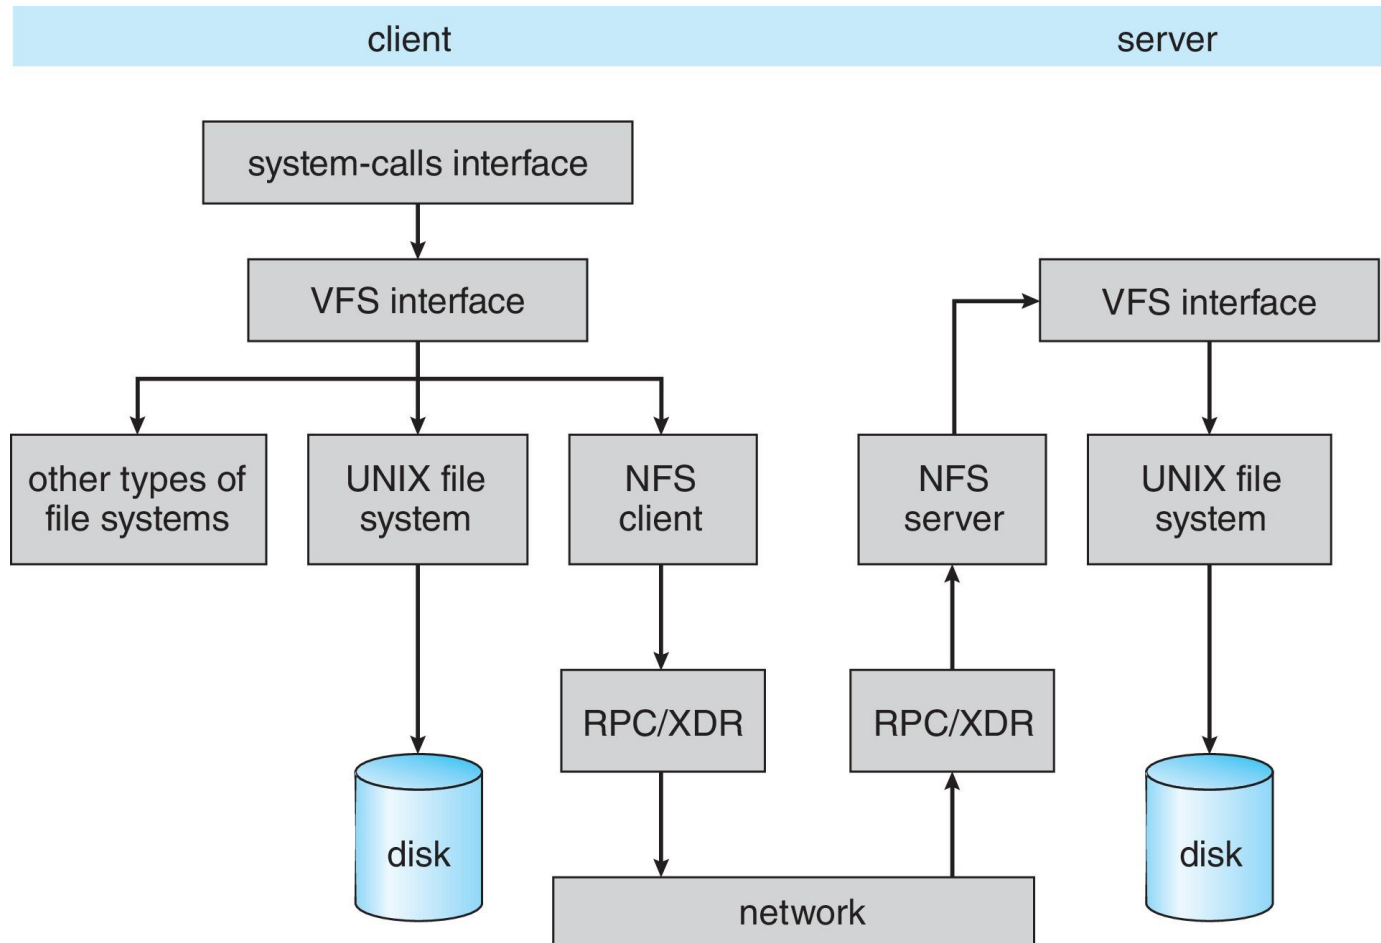 client
server
system-calls interface
VFS interface
VFS interface
other types of
file systems
UNIX file
system
NFS
client
NFS
server
UNIX file
system
RPC/XDR
RPC/XDR
disk
disk
network